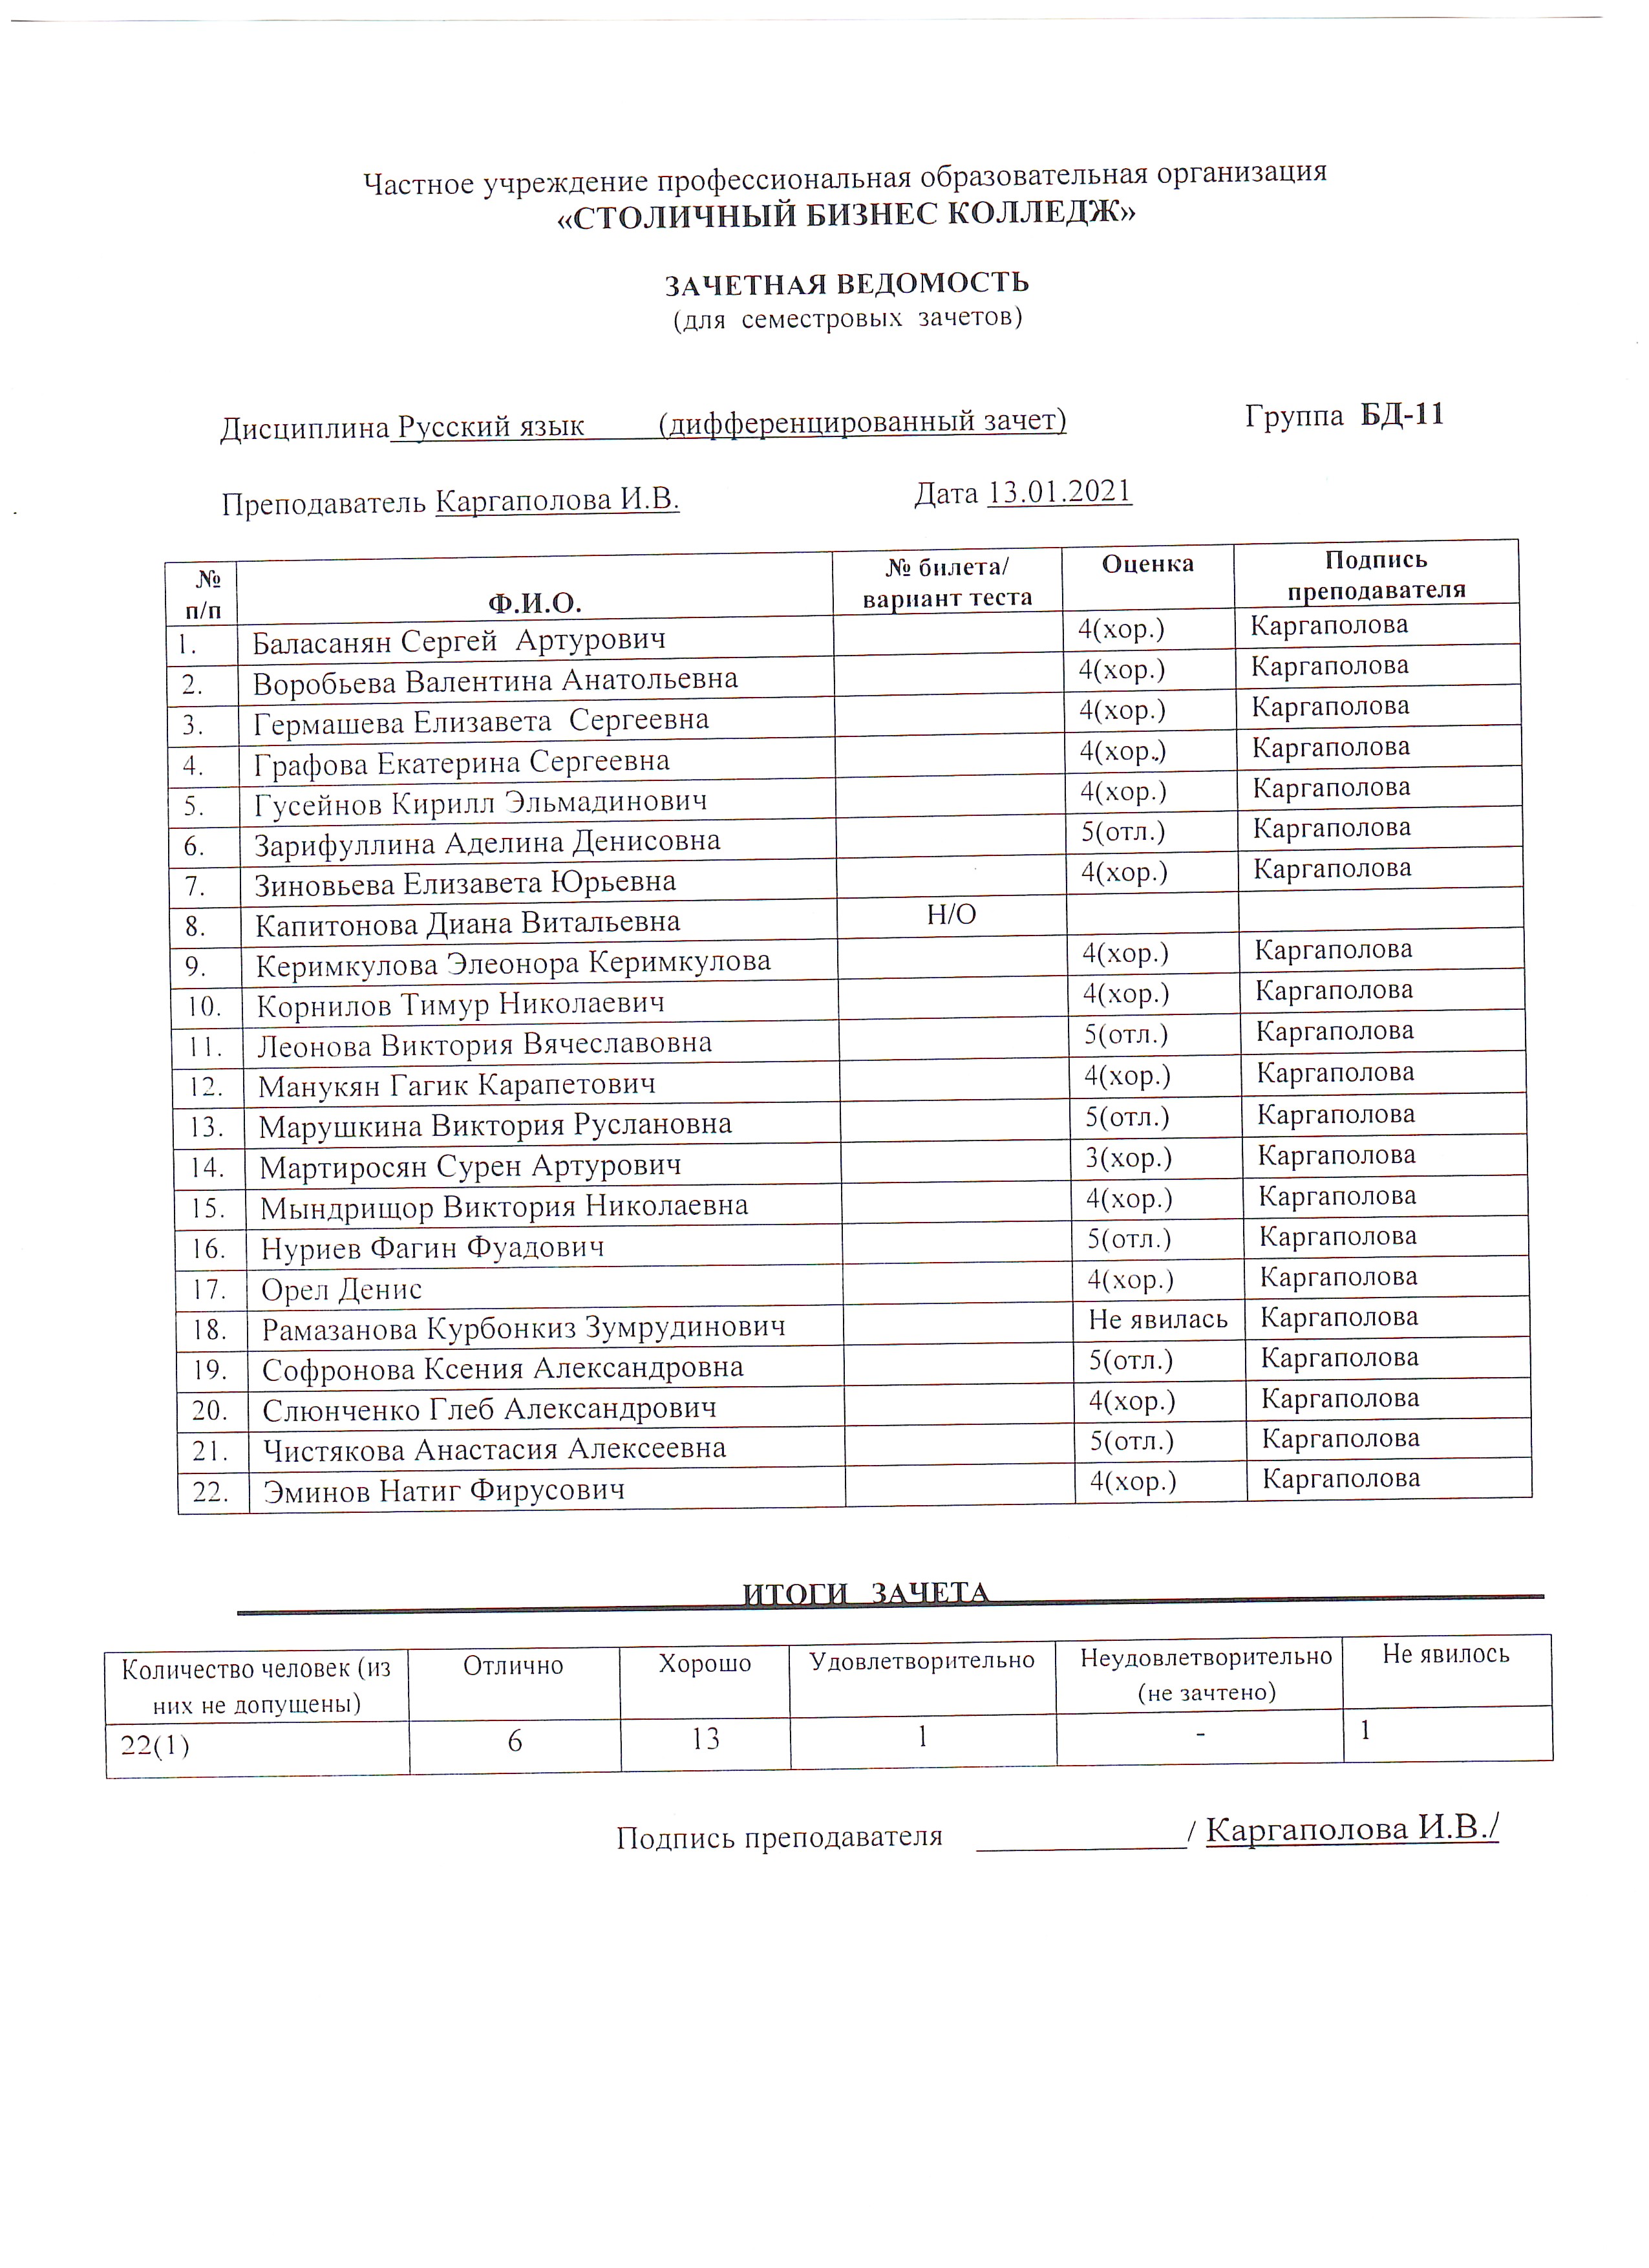 Частное учреждение профессиональная образовательная организация
«СТОЛИЧНЫЙ БИЗНЕС КОЛЛЕДЖ»
ЗАЧЕТНАЯ ВЕДОМОСТЬ
(для семестровых зачетов)
Дисциплина Русский язык (дифференцированный зачет) Группа БД-11
Преподаватель Каргаполова И.В. Дата 13.01.2021
№ п/п Ф.И.О. № билета/ вариант теста Оценка Подпись преподавателя
1. Баласанян Сергей Артурович 4(хор.) Каргаполова
2. Воробьева Валентина Анатольевна 4(хор.) Каргаполова
3. Гермашева Елизавета Сергеевна 4(хор.) Каргаполова
4. Графова Екатерина Сергеевна 4(хор.) Каргаполова
5. Гусейнов Кирилл Эльмадинович 4(хор.) Каргаполова
6. Зарифуллина Аделина Денисовна 5(отл.) Каргаполова
7. Зиновьева Елизавета Юрьевна 4(хор.) Каргаполова
8. Капитонова Диана Витальевна Н/О
9. Керимкулова Элеонора Керимкулова 4(хор.) Каргаполова
10. Корнилов Тимур Николаевич 4(хор.) Каргаполова
11. Леонова Виктория Вячеславовна 5(отл.) Каргаполова
12. Манукян Гагик Карапетович 4(хор.) Каргаполова
13. Марушкина Виктория Руслановна 5(отл.) Каргаполова
14. Мартиросян Сурен Артурович 3(хор.) Каргаполова
15. Мындрищор Виктория Николаевна 4(хор.) Каргаполова
16. Нуриев Фагин Фуадович 5(отл.) Каргаполова
17. Орел Денис 4(хор.) Каргаполова
18. Рамазанова Курбонкиз Зумрудинович Не явилась Каргаполова
19. Софронова Ксения Александровна 5(отл.) Каргаполова
20. Слюнченко Глеб Александрович 4(хор.) Каргаполова
21. Чистякова Анастасия Алексеевна 5(отл.) Каргаполова
22. Эминов Натиг Фирусович 4(хор.) Каргаполова
ИТОГИ ЗАЧЕТА
Количество человек (из них не допущены) Отлично Хорошо Удовлетворительно Неудовлетворительно (не зачтено) Не явилось
22(1) 6 13 1 - 1
Подпись преподавателя ______________/ Каргаполова И.В./